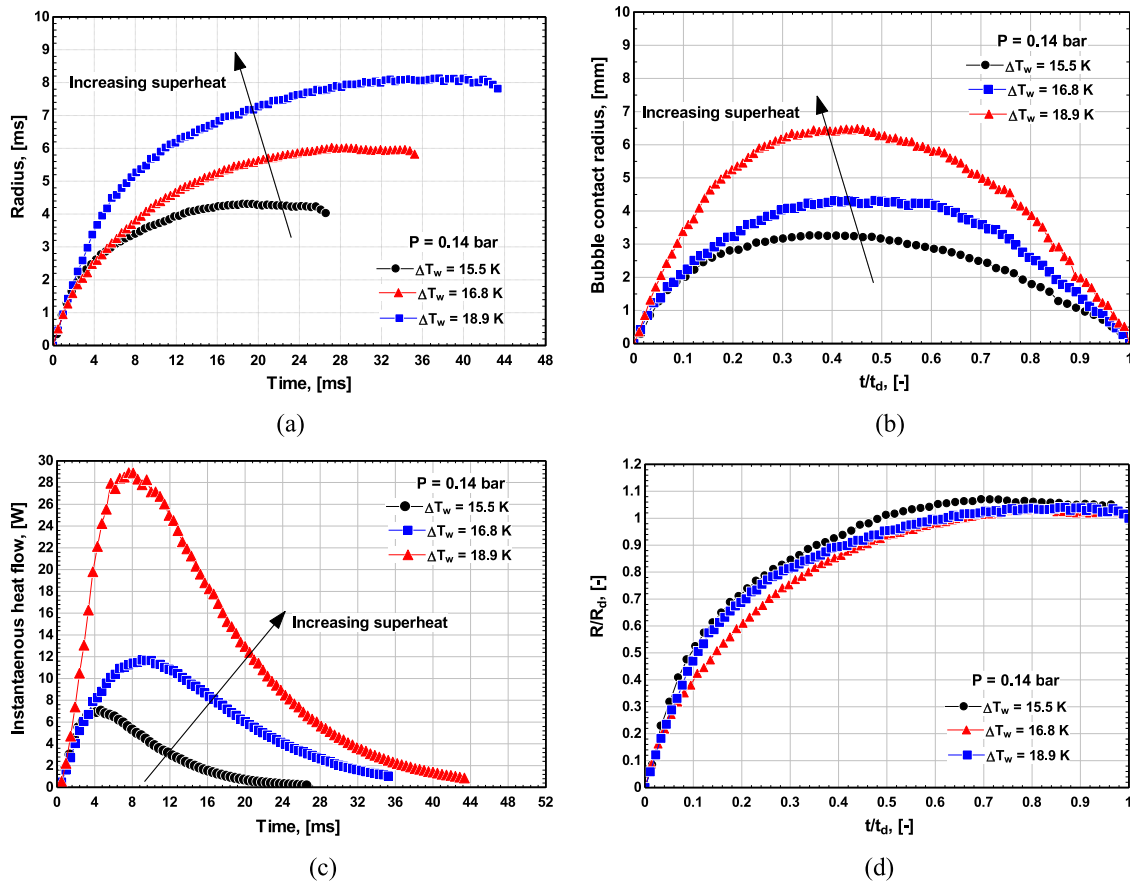 10
9
8
7
6
5
4
3
2
1
0
Radius, [ms]
Increasing superheat
P = 0.14 bar
ΔTw = 15.5 K
ΔTw = 16.8 K
ΔTw = 18.9 K
0 4 8 12 16 20 24 28 32 36 40 44 48
Time, [ms]
(a)
10
9
8
7
6
5
4
3
2
1
0
Bubble contact radius, [mm]
P = 0.14 bar
ΔTw = 15.5 K
ΔTw = 16.8 K
ΔTw = 18.9 K
Increasing superheat
0 0.1 0.2 0.3 0.4 0.5 0.6 0.7 0.8 0.9 1
t/td, [-]
(b)
30
28
26
24
22
20
18
16
14
12
10
8
6
4
2
0
Instantaenous heat flow, [W]
P = 0.14 bar
ΔTw = 15.5 K
ΔTw = 16.8 K
ΔTw = 18.9 K
Increasing superheat
0 4 8 12 16 20 24 28 32 36 40 44 48 52
Time, [ms]
(c)
1.2
1.1
1
0.9
0.8
0.7
0.6
0.5
0.4
0.3
0.2
0.1
0
R/Rd, [-]
P = 0.14 bar
ΔTw = 15.5 K
ΔTw = 16.8 K
ΔTw = 18.9 K
0 0.1 0.2 0.3 0.4 0.5 0.6 0.7 0.8 0.9 1
t/td, [-]
(d)